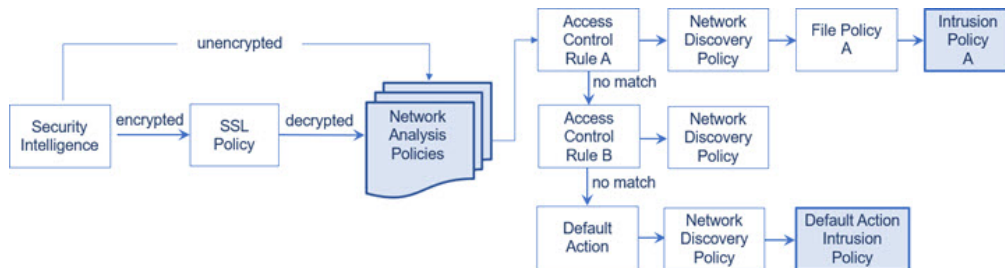 unencrypted
Security
Intelligence
encrypted
SSL
Policy
decrypted
Network
Analysis
Policies
Access
Control
Rule A
Network
Discovery
Policy
File Policy
A
Intrusion
Policy
A
no match
Access
Control
Rule B
Network
Discovery
Policy
no match
Default
Action
Network
Discovery
Policy
Default Action
Intrusion
Policy